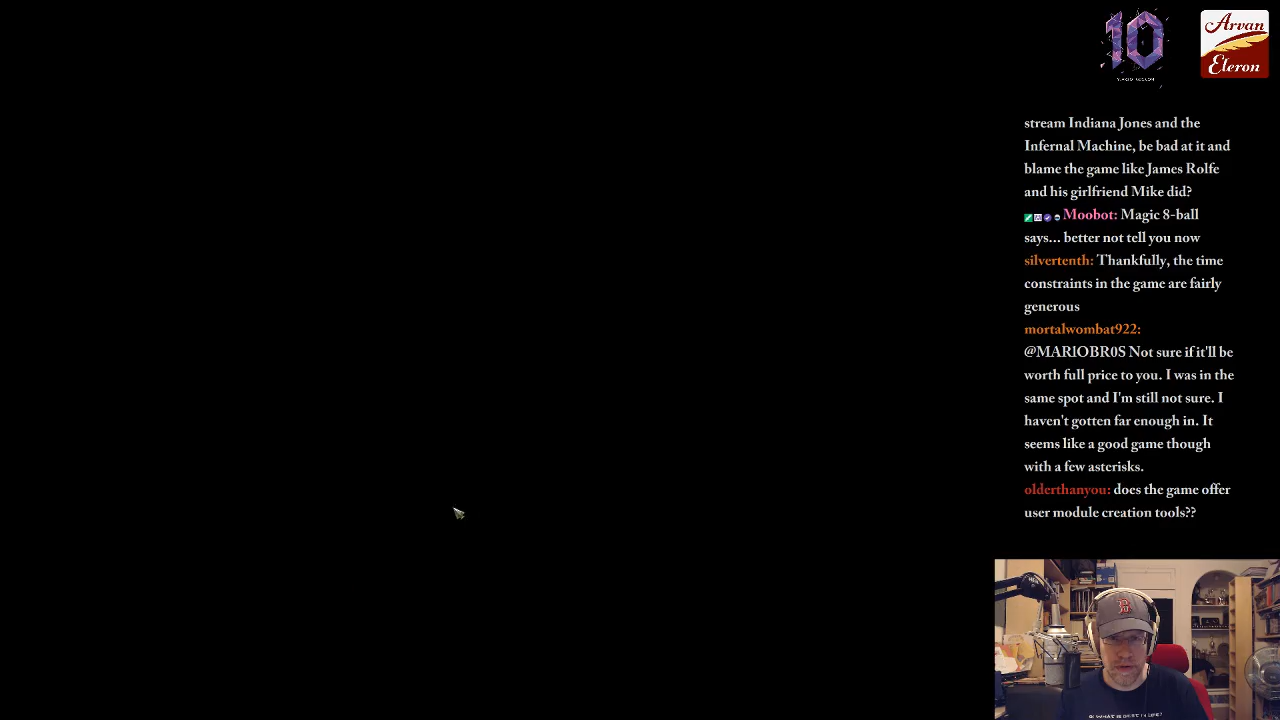 10
Arvan
Eleron
stream Indiana Jones and the
Infernal Machine, be bad at it and
blame the game like James Rolfe
and his girlfriend Mike did?
Moobot: Magic 8-ball
says... better not tell you now
silvertenth: Thankfully, the time
constraints in the game are fairly
generous
mortalwombat922:
@MARIOBR0S Not sure if it'll be
worth full price to you. I was in the
same spot and I'm still not sure. I
haven't gotten far enough in. It
seems like a good game though
with a few asterisks.
olderthanyou: does the game offer
user module creation tools??